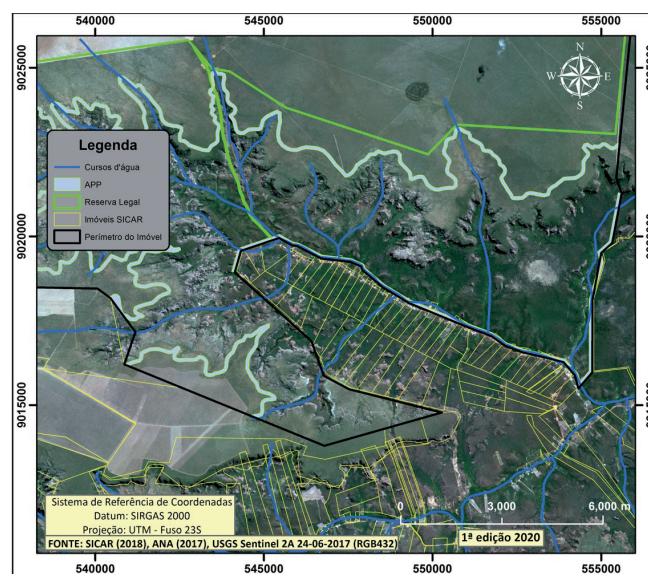 540000 545000 550000 555000
9025000
N
W E
S
Legenda
Cursos d'água
APP
Reserva Legal
Imóveis SICAR
Perímetro do Imóvel
9020000
9015000
Sistema de Referência de Coordenadas
Datum: SIRGAS 2000
Projeção: UTM - Fuso 23S
0 3,000 6,000 m
1ª edição 2020
FONTE: SICAR (2018), ANA (2017), USGS Sentinel 2A 24-06-2017 (RGB432)
540000 545000 550000 555000